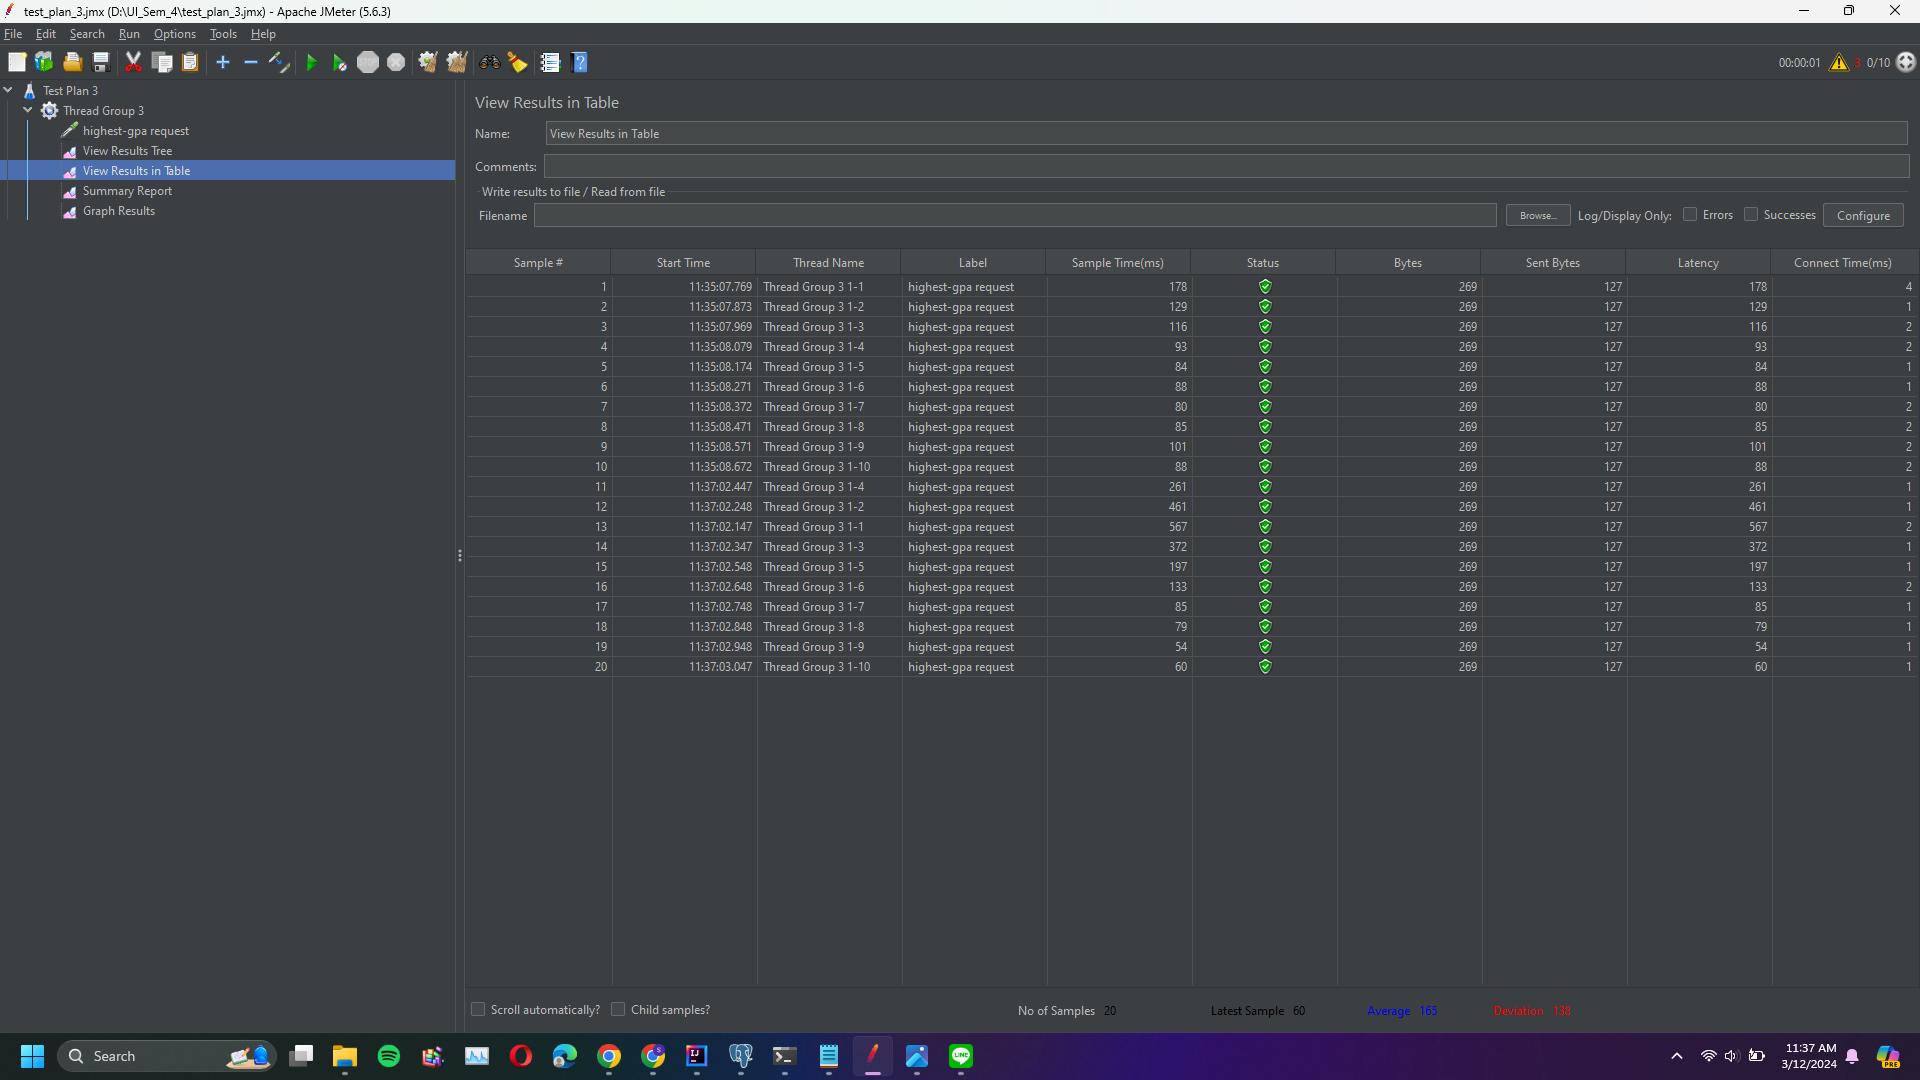 test_plan_3.jmx (D:\UI_Sem_4\test_plan_3.jmx) - Apache JMeter (5.6.3)
File Edit Search Run Options Tools Help
00:00:01 3 0/10
Test Plan 3
Thread Group 3
highest-gpa request
View Results Tree
View Results in Table
Summary Report
Graph Results
View Results in Table
Name: View Results in Table
Comments:
Write results to file / Read from file
Filename Browse... Log/Display Only: Errors Successes Configure
Sample # Start Time Thread Name Label Sample Time(ms) Status Bytes Sent Bytes Latency Connect Time(ms)
1 11:35:07.769 Thread Group 3 1-1 highest-gpa request 178 269 127 178 4
2 11:35:07.873 Thread Group 3 1-2 highest-gpa request 129 269 127 129 1
3 11:35:07.969 Thread Group 3 1-3 highest-gpa request 116 269 127 116 2
4 11:35:08.079 Thread Group 3 1-4 highest-gpa request 93 269 127 93 2
5 11:35:08.174 Thread Group 3 1-5 highest-gpa request 84 269 127 84 1
6 11:35:08.271 Thread Group 3 1-6 highest-gpa request 88 269 127 88 1
7 11:35:08.372 Thread Group 3 1-7 highest-gpa request 80 269 127 80 2
8 11:35:08.471 Thread Group 3 1-8 highest-gpa request 85 269 127 85 2
9 11:35:08.571 Thread Group 3 1-9 highest-gpa request 101 269 127 101 2
10 11:35:08.672 Thread Group 3 1-10 highest-gpa request 88 269 127 88 2
11 11:37:02.447 Thread Group 3 1-4 highest-gpa request 261 269 127 261 1
12 11:37:02.248 Thread Group 3 1-2 highest-gpa request 461 269 127 461 1
13 11:37:02.147 Thread Group 3 1-1 highest-gpa request 567 269 127 567 2
14 11:37:02.347 Thread Group 3 1-3 highest-gpa request 372 269 127 372 1
15 11:37:02.548 Thread Group 3 1-5 highest-gpa request 197 269 127 197 1
16 11:37:02.648 Thread Group 3 1-6 highest-gpa request 133 269 127 133 2
17 11:37:02.748 Thread Group 3 1-7 highest-gpa request 85 269 127 85 1
18 11:37:02.848 Thread Group 3 1-8 highest-gpa request 79 269 127 79 1
19 11:37:02.948 Thread Group 3 1-9 highest-gpa request 54 269 127 54 1
20 11:37:03.047 Thread Group 3 1-10 highest-gpa request 60 269 127 60 1
Scroll automatically? Child samples? No of Samples 20 Latest Sample 60 Average 165 Deviation 138
Search
11:37 AM
3/12/2024